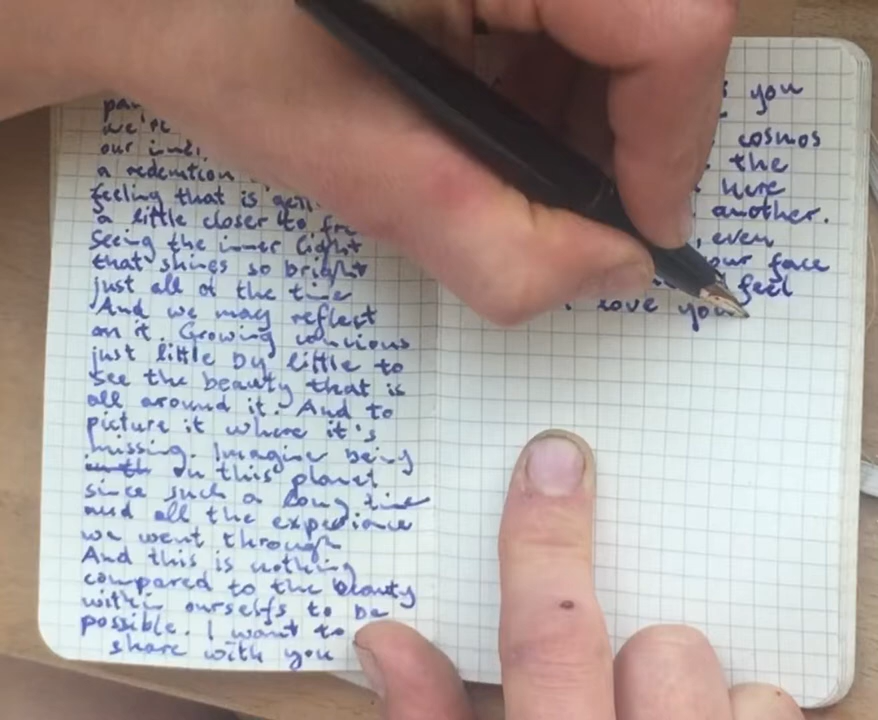 we're
our
a redemtion
feeling that is
a little closer to
Seeing the inner light
that shines so bright
just all of the time
And we may reflect
on it. Growing conscious
just little by little to
see the beauty that is
all around it. And to
picture it where it's
missing. Imagine being
on this planet
since such a long time
and all the experience
we went through
And this is nothing
compared to the beauty
within ourselfs to be
possible. I want to
share with you
you
cosmos
the
here
another.
, even
our face
feel
love you